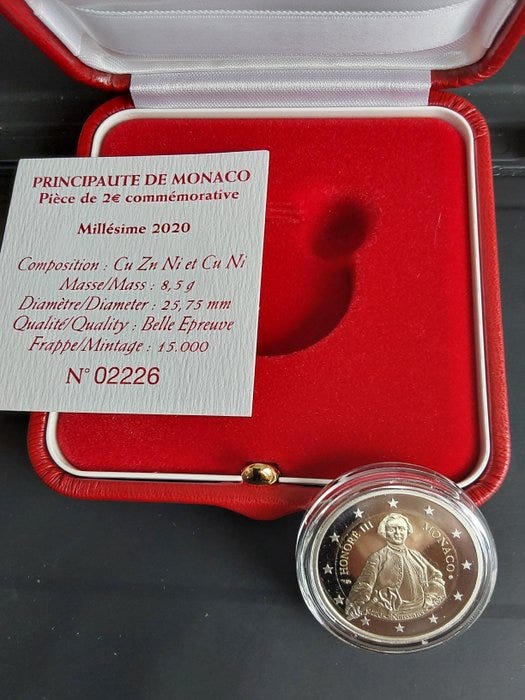 PRINCIPAUTE DE MONACO
Pièce de 2€ commémorative
Millésime 2020
Composition : Cu Zn Ni et Cu Ni
Masse/Mass : 8,5 g
Diamètre/Diameter : 25,75 mm
Qualité/Quality : Belle Epreuve
Frappe/Mintage : 15.000
N° 02226
HONORÉ III
MONACO